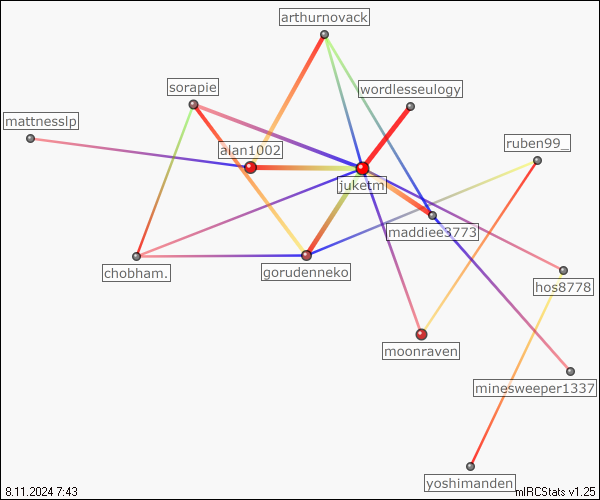 arthurnovack
sorapie
wordlesseulogy
mattnesslp
alan1002
ruben99_
juketm
maddiee3773
chobham.
gorudenneko
hos8778
moonraven
minesweeper1337
yoshimanden
8.11.2024 7:43
mIRCStats v1.25